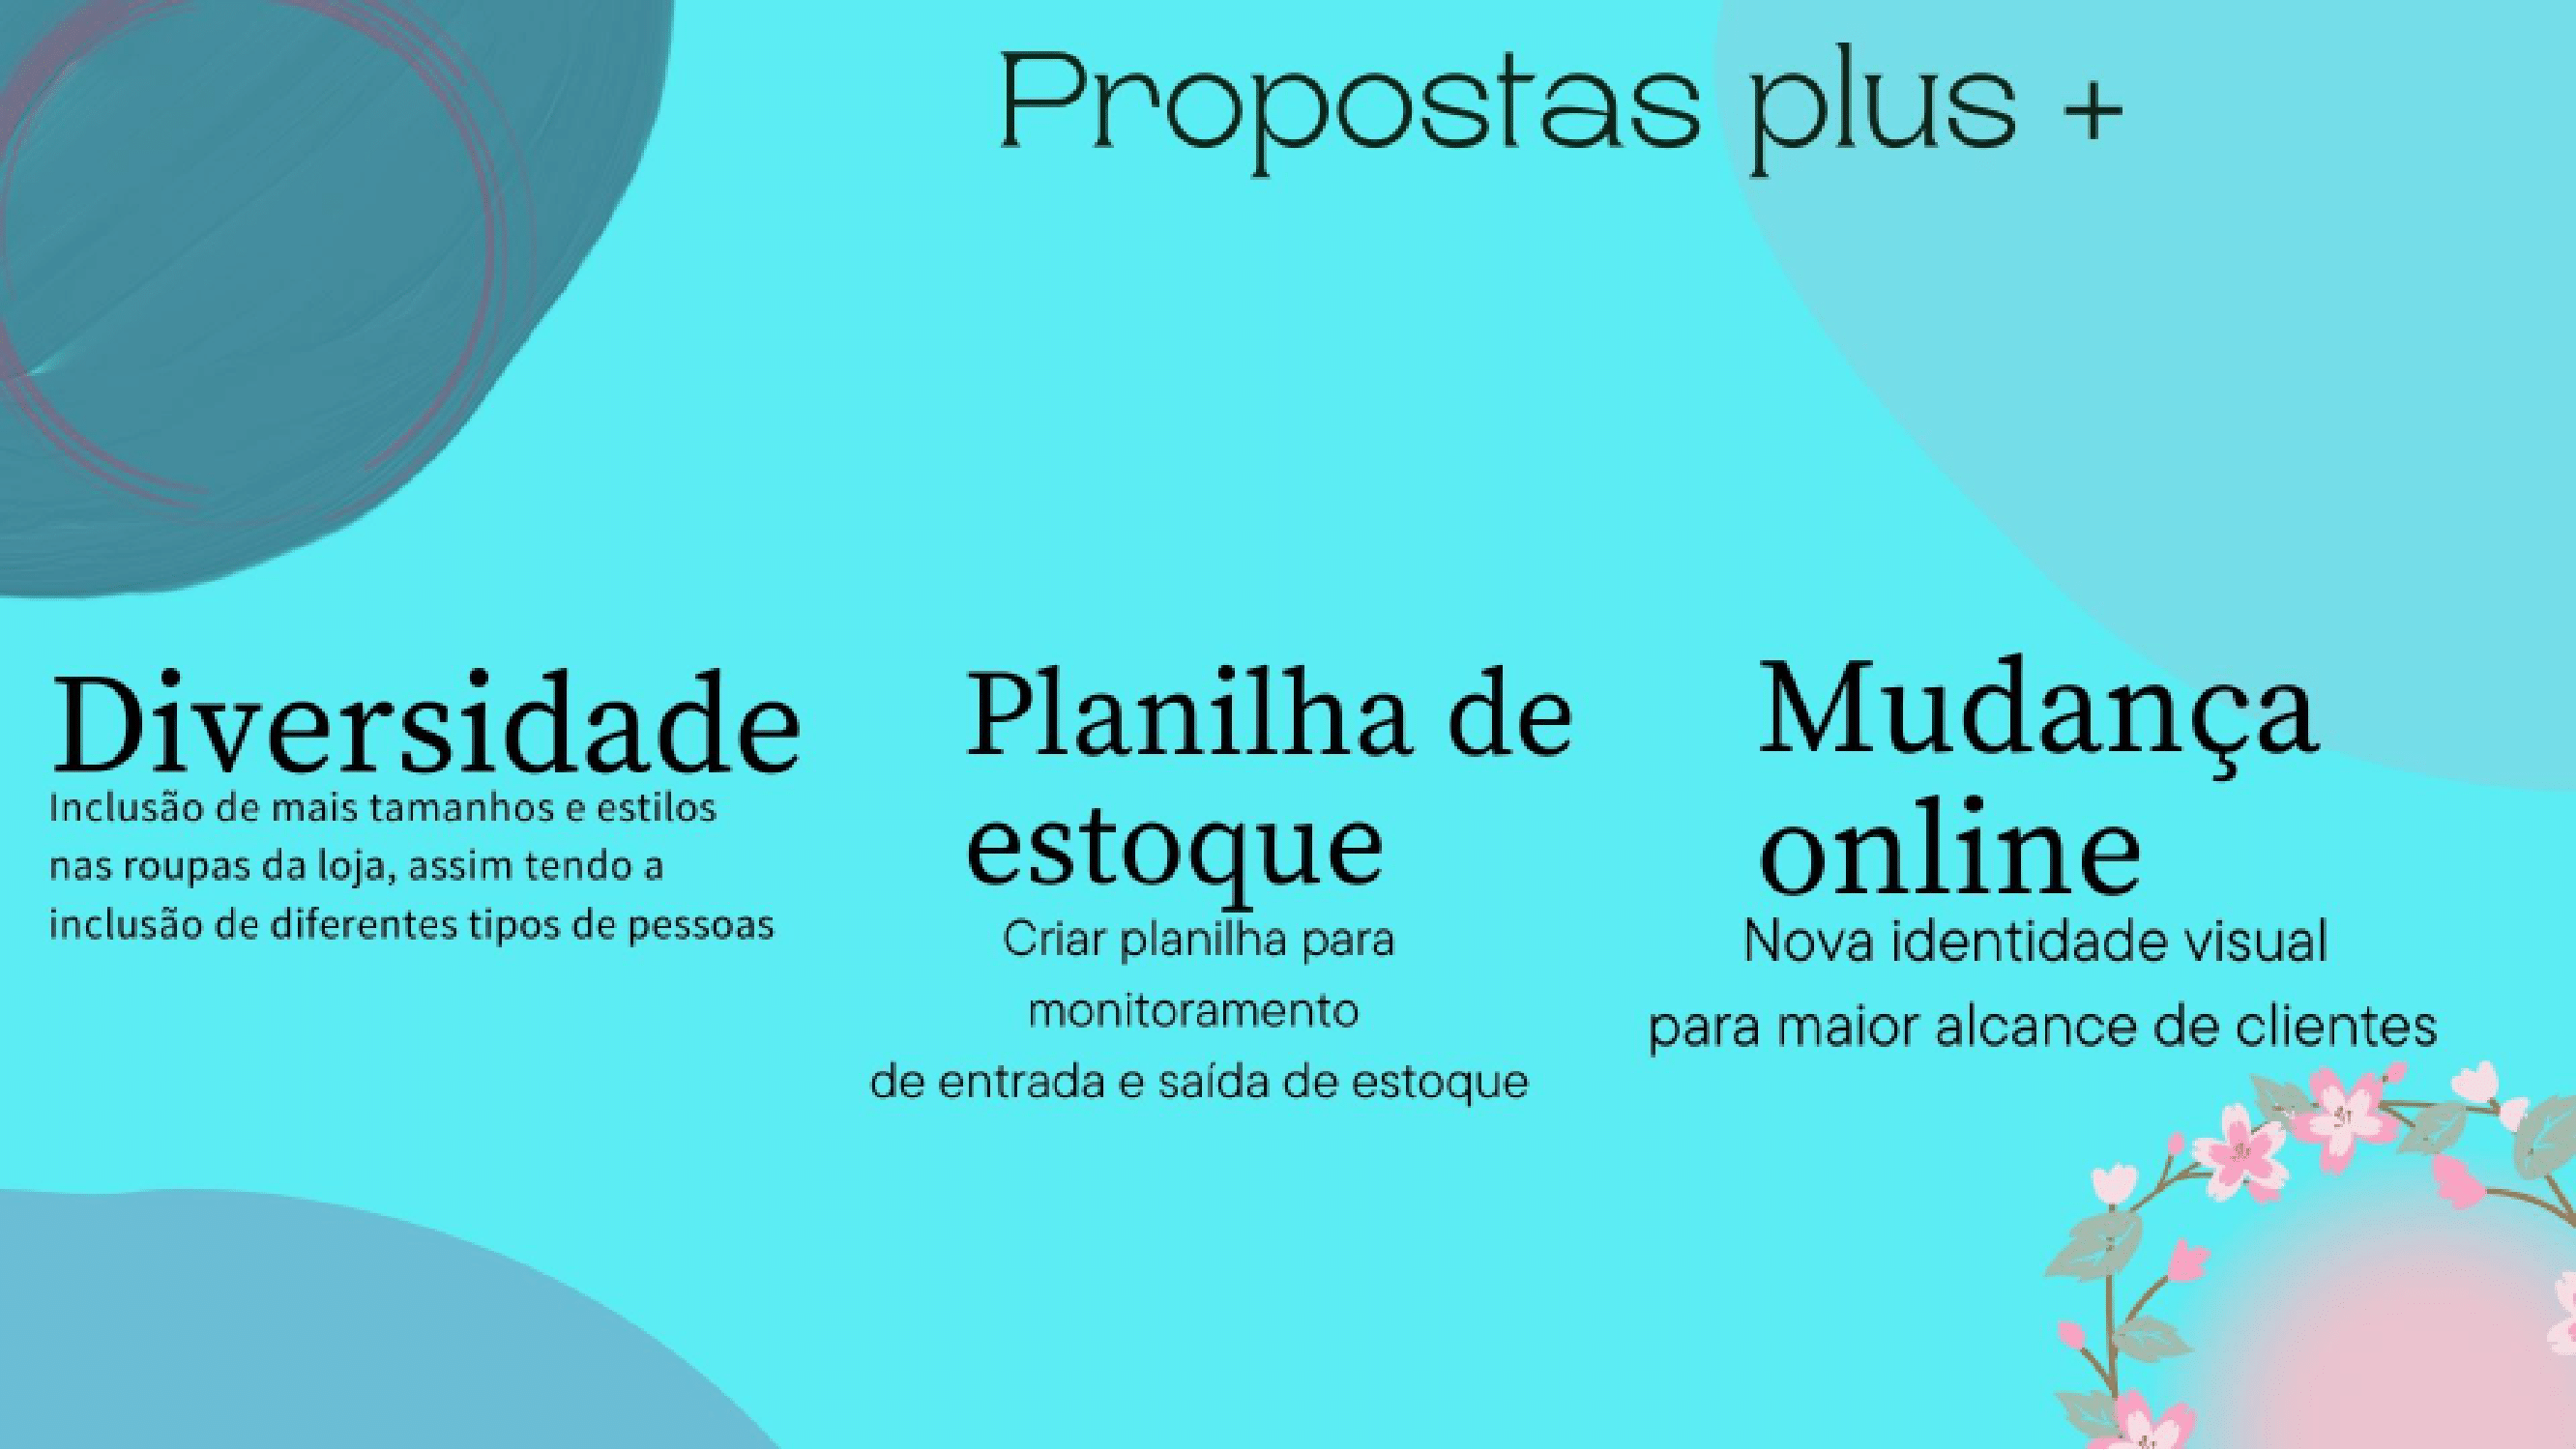 Propostas plus +
Diversidade
Inclusão de mais tamanhos e estilos
nas roupas da loja, assim tendo a
inclusão de diferentes tipos de pessoas
Planilha de
estoque
Criar planilha para
monitoramento
de entrada e saída de estoque
Mudança
online
Nova identidade visual
para maior alcance de clientes